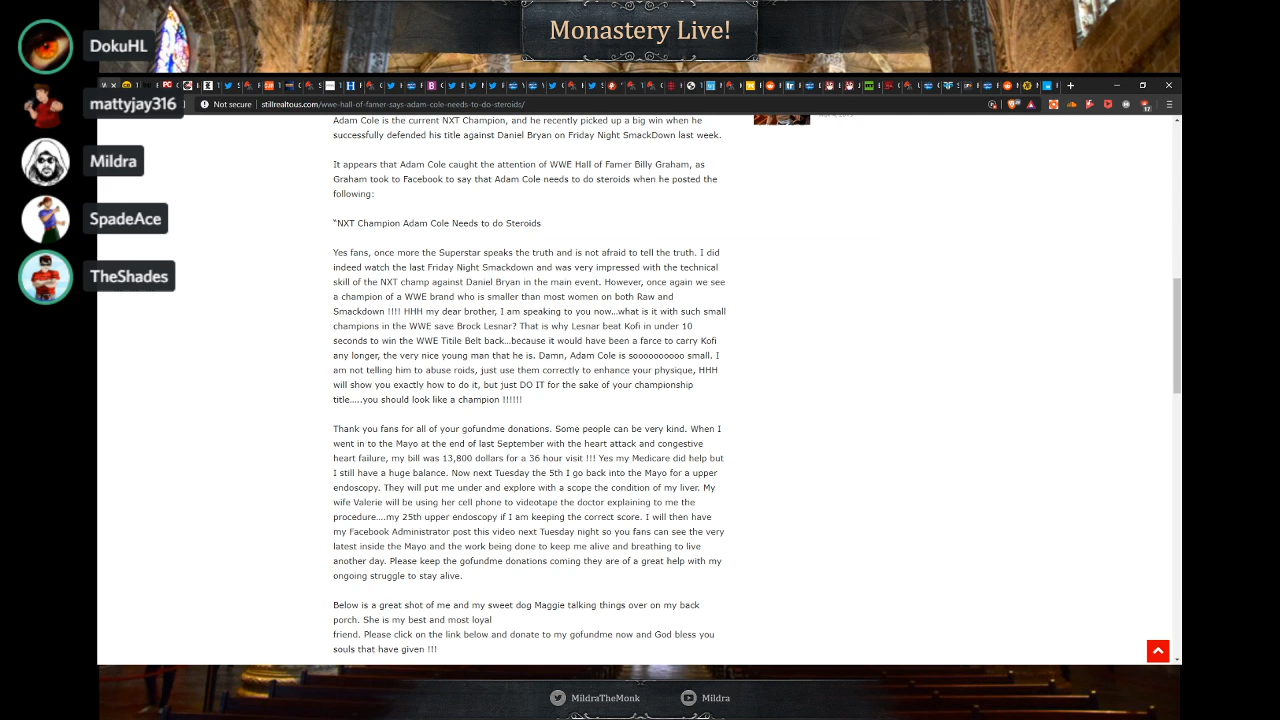 Monastery Live!
DokuHL
mattyjay316
Mildra
SpadeAce
TheShades
Not secure
stillrealtous.com/wwe-hall-of-famer-says-adam-cole-needs-to-do-steroids/
Adam Cole is the current NXT Champion, and he recently picked up a big win when he
successfully defended his title against Daniel Bryan on Friday Night SmackDown last week.
It appears that Adam Cole caught the attention of WWE Hall of Famer Billy Graham, as
Graham took to Facebook to say that Adam Cole needs to do steroids when he posted the
following:
“NXT Champion Adam Cole Needs to do Steroids
Yes fans, once more the Superstar speaks the truth and is not afraid to tell the truth. I did
indeed watch the last Friday Night Smackdown and was very impressed with the technical
skill of the NXT champ against Daniel Bryan in the main event. However, once again we see
a champion of a WWE brand who is smaller than most women on both Raw and
Smackdown !!!! HHH my dear brother, I am speaking to you now…what is it with such small
champions in the WWE save Brock Lesnar? That is why Lesnar beat Kofi in under 10
seconds to win the WWE Titile Belt back…because it would have been a farce to carry Kofi
any longer, the very nice young man that he is. Damn, Adam Cole is soooooooooo small. I
am not telling him to abuse roids, just use them correctly to enhance your physique, HHH
will show you exactly how to do it, but just DO IT for the sake of your championship
title…..you should look like a champion !!!!!!
Thank you fans for all of your gofundme donations. Some people can be very kind. When I
went in to the Mayo at the end of last September with the heart attack and congestive
heart failure, my bill was 13,800 dollars for a 36 hour visit !!! Yes my Medicare did help but
I still have a huge balance. Now next Tuesday the 5th I go back into the Mayo for a upper
endoscopy. They will put me under and explore with a scope the condition of my liver. My
wife Valerie will be using her cell phone to videotape the doctor explaining to me the
procedure….my 25th upper endoscopy if I am keeping the correct score. I will then have
my Facebook Administrator post this video next Tuesday night so you fans can see the very
latest inside the Mayo and the work being done to keep me alive and breathing to live
another day. Please keep the gofundme donations coming they are of a great help with my
ongoing struggle to stay alive.
Below is a great shot of me and my sweet dog Maggie talking things over on my back
porch. She is my best and most loyal
friend. Please click on the link below and donate to my gofundme now and God bless you
souls that have given !!!
MildraTheMonk
Mildra